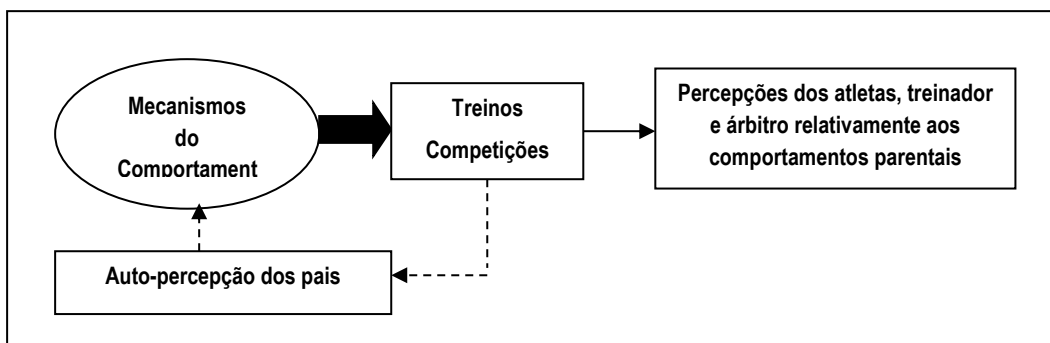 Mecanismos
do
Comportament
Treinos
Competições
Percepções dos atletas, treinador
e árbitro relativamente aos
comportamentos parentais
Auto-percepção dos pais